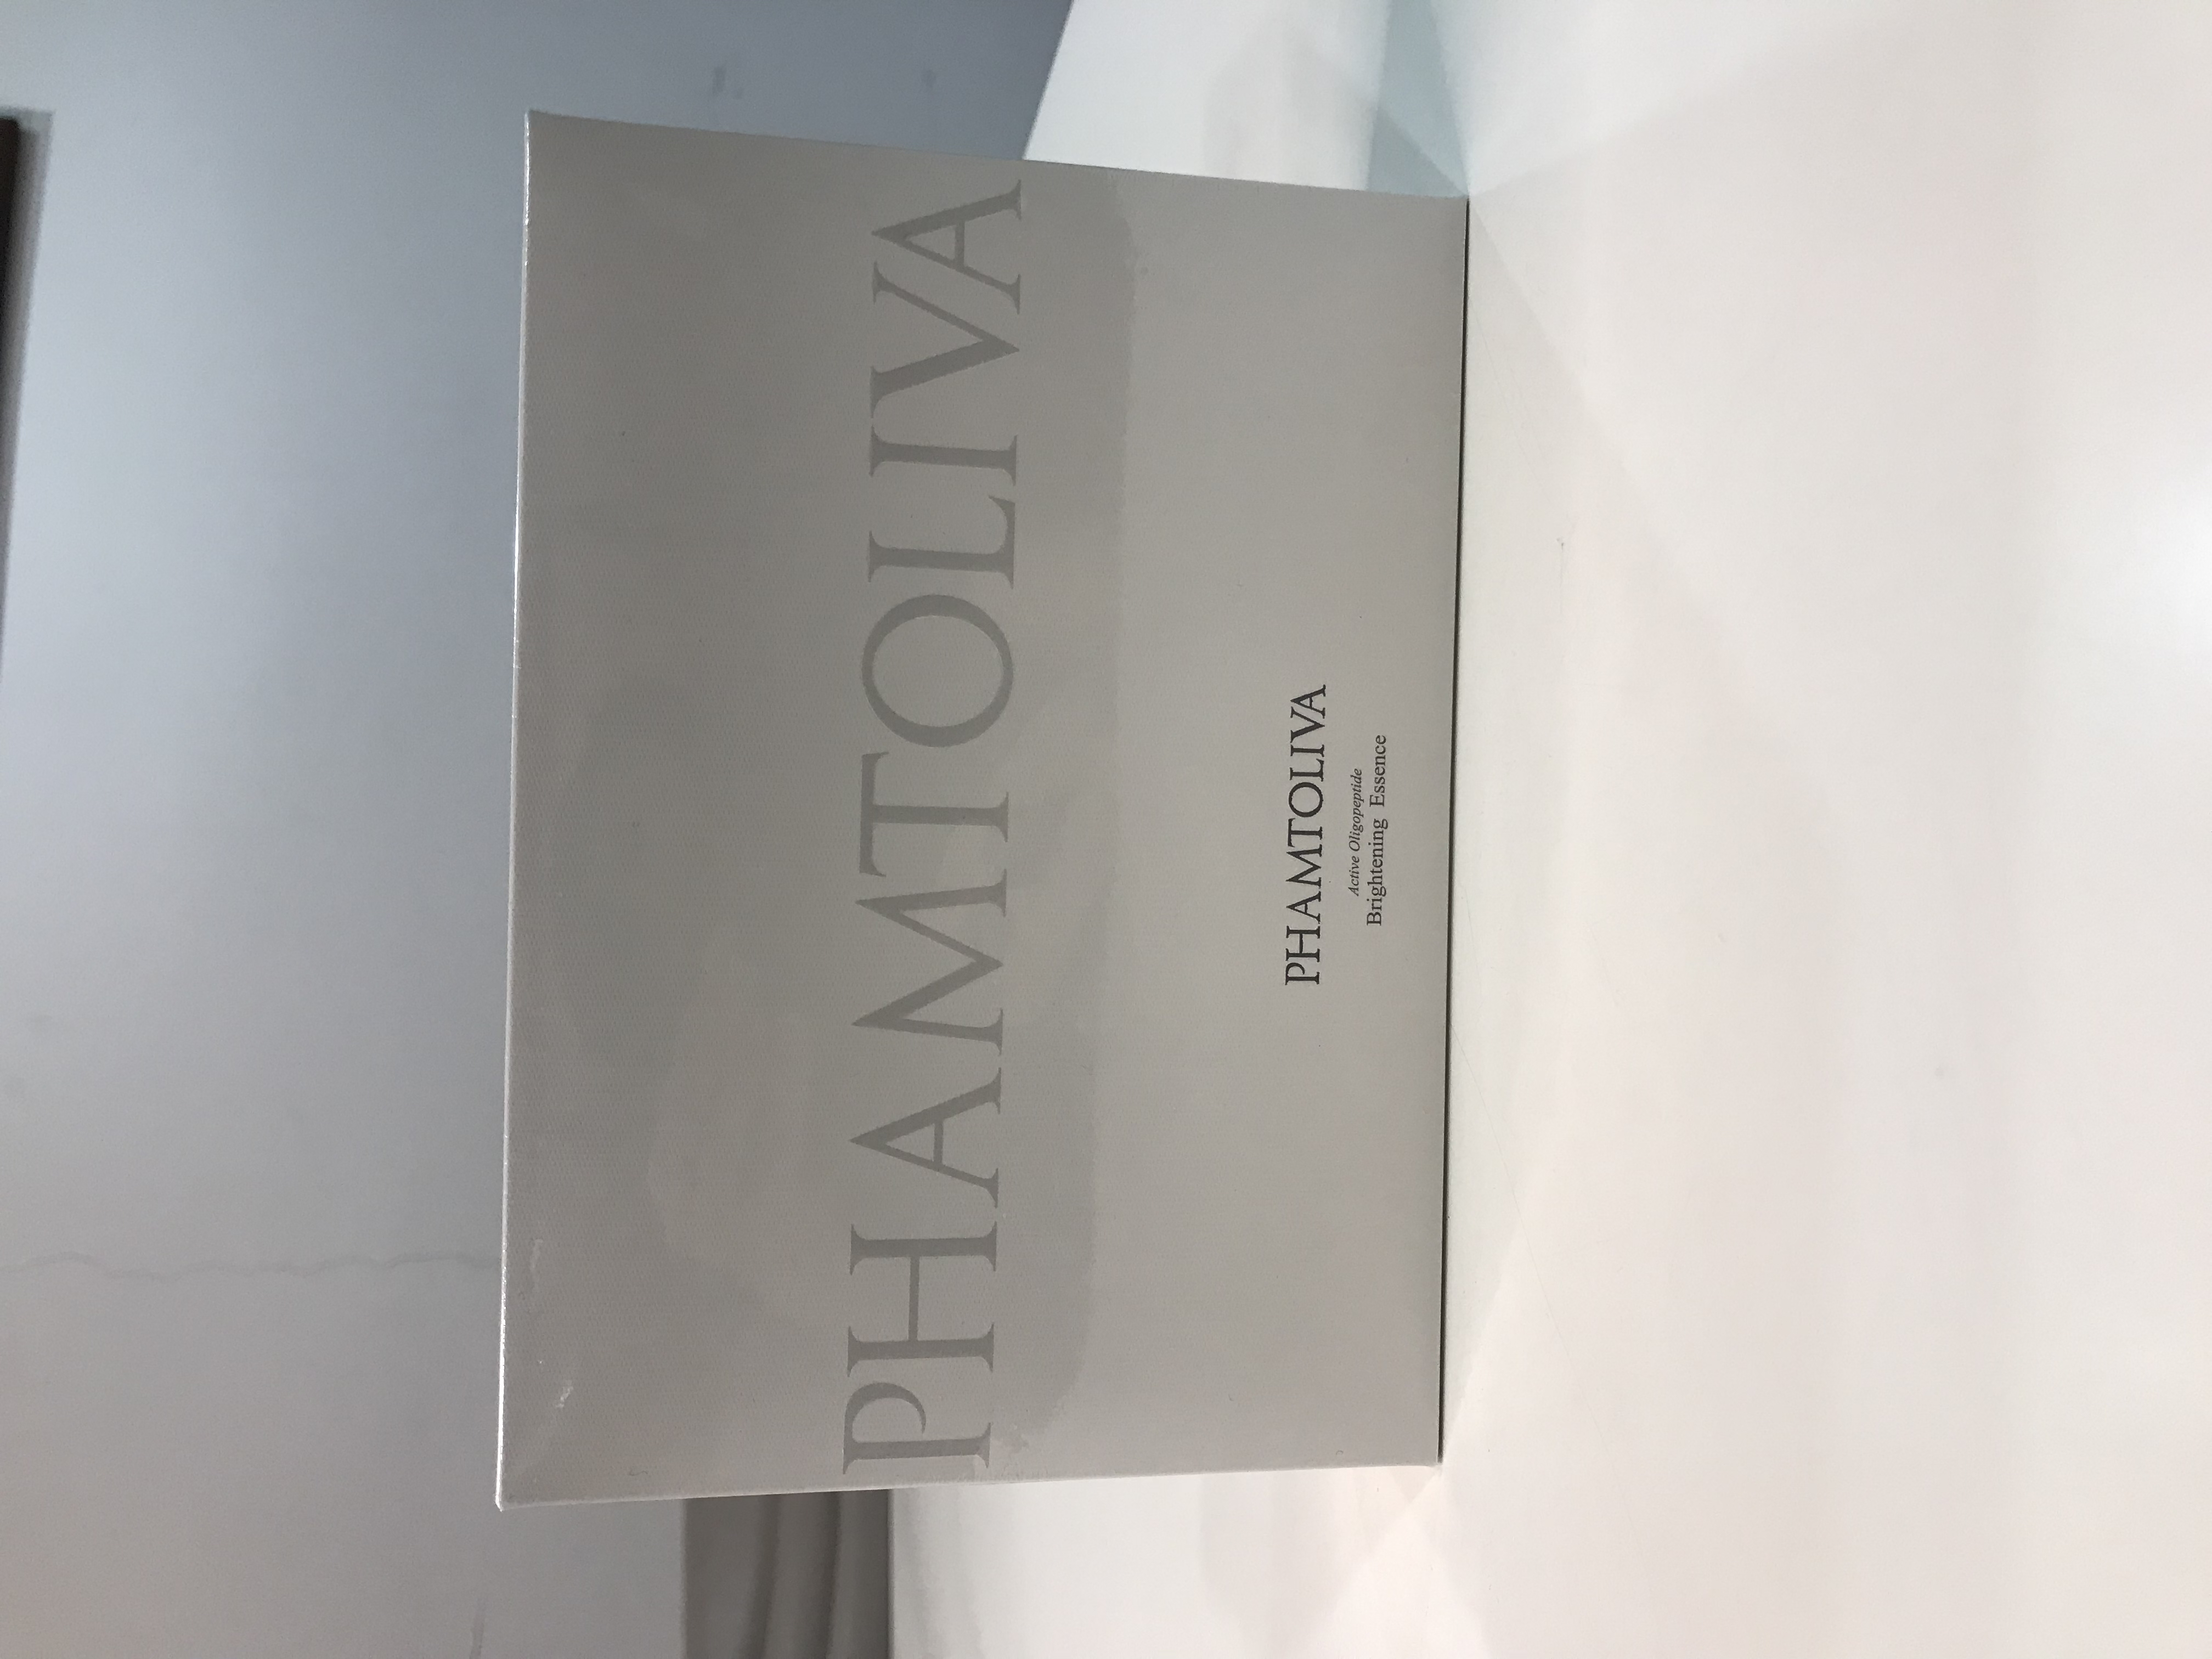 PHAMTOLIVA
PHAMTOLIVA
Active Oligopeptide
Brightening Essence